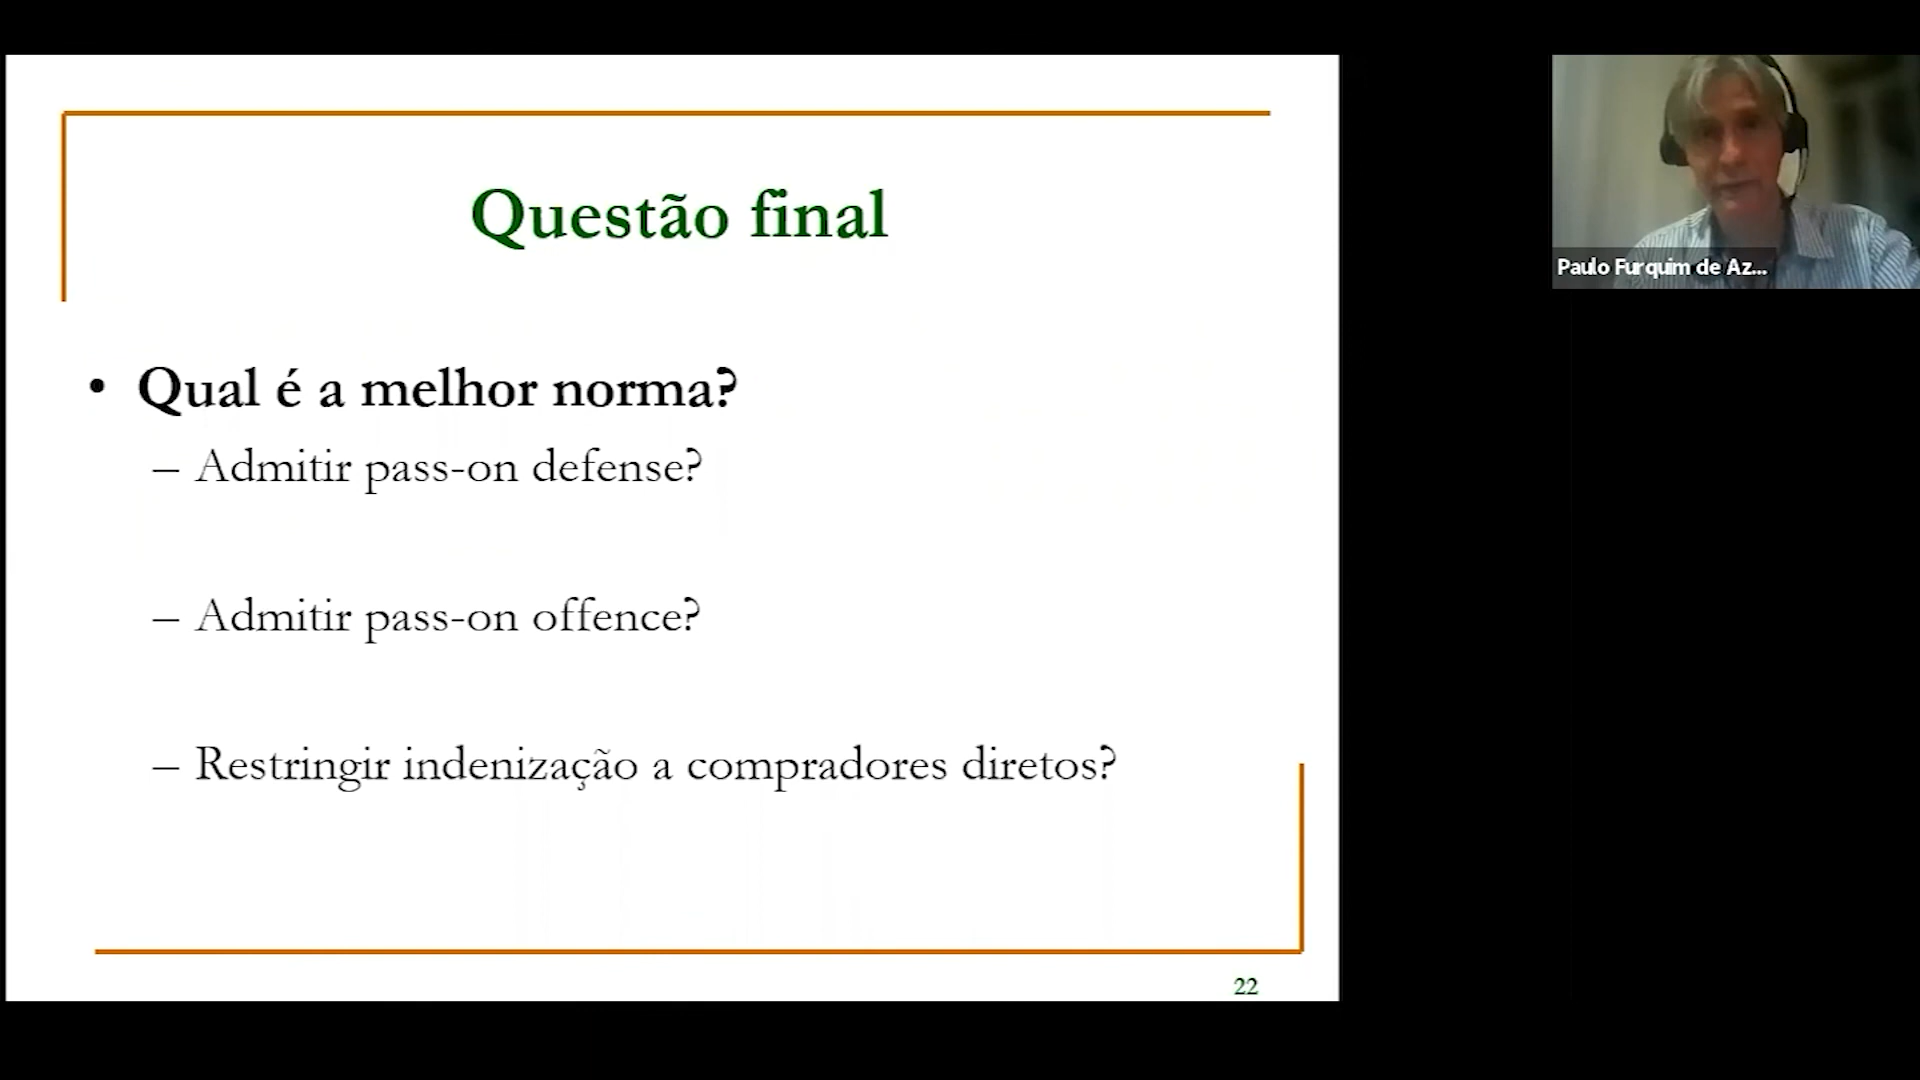 Questão final
• Qual é a melhor norma?
– Admitir pass-on defense?
– Admitir pass-on offence?
– Restringir indenização a compradores diretos?
22
Paulo Furquim de Az...